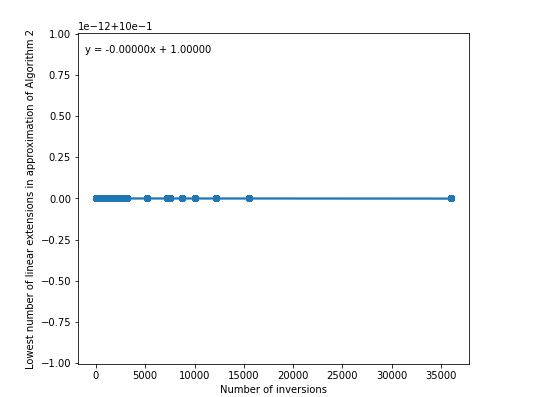 1e−12+10e−1
1.00
y = -0.00000x + 1.00000
0.75
0.50
0.25
0.00
−0.25
−0.50
−0.75
−1.00
0 5000 10000 15000 20000 25000 30000 35000
Number of inversions
Lowest number of linear extensions in approximation of Algorithm 2